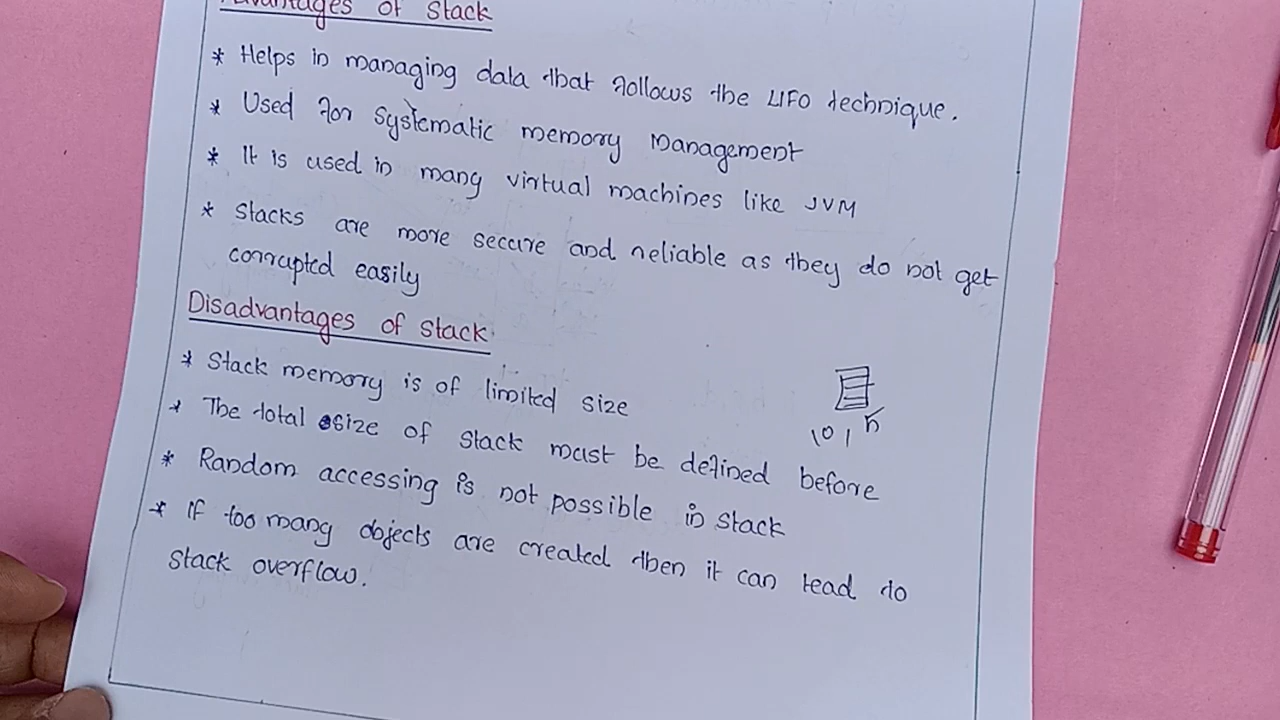 Advantages of Stack
* Helps in managing data that follows the LIFO technique.
* Used for Systematic memory Management
* It is used in many virtual machines like JVM
* Stacks are more secure and reliable as they do not get
corrupted easily
Disadvantages of Stack
* Stack memory is of limited size
* The total size of stack must be defined before
* Random accessing is not possible in stack
* If too many objects are created then it can lead to
stack overflow.
10 1 n